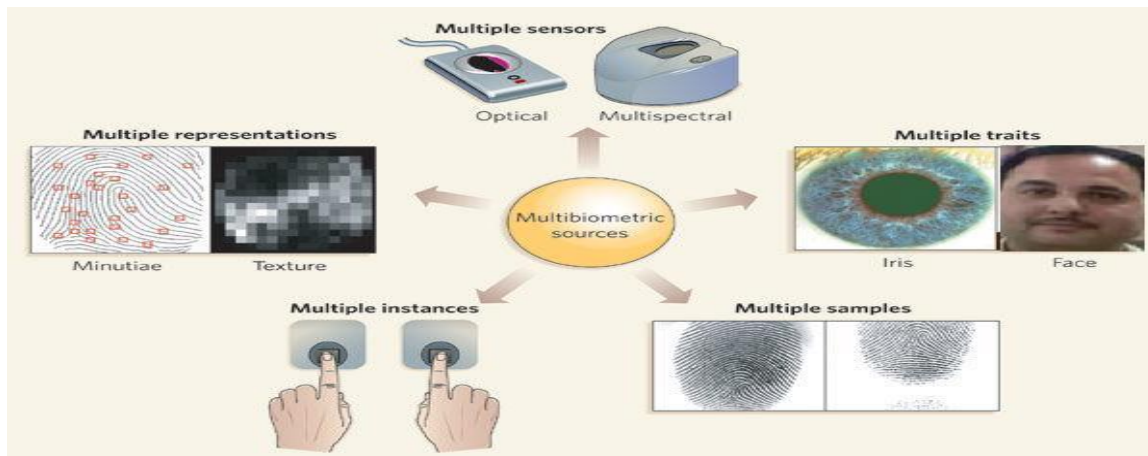 Multiple sensors
Optical
Multispectral
Multiple representations
Minutiae
Texture
Multiple traits
Iris
Face
Multibiometric
sources
Multiple instances
Multiple samples